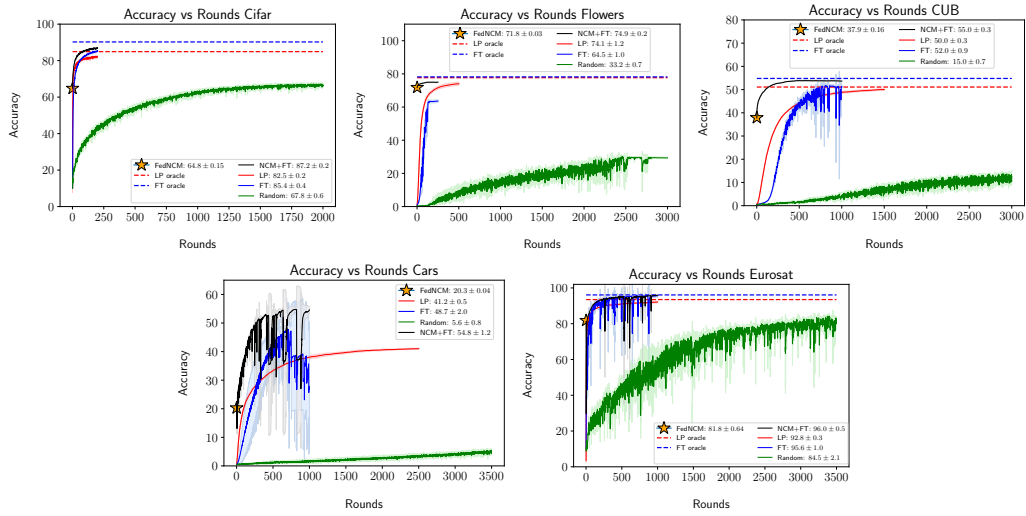 Accuracy vs Rounds Cifar
Accuracy
100
80
60
40
20
0
FedNCM: 64.8 ± 0.15
LP oracle
FT oracle
NCM+FT: 87.2 ± 0.2
LP: 82.5 ± 0.2
FT: 85.4 ± 0.4
Random: 67.8 ± 0.6
0 250 500 750 1000 1250 1500 1750 2000
Rounds
Accuracy vs Rounds Flowers
Accuracy
100
80
60
40
20
0
FedNCM: 71.8 ± 0.03
LP oracle
FT oracle
NCM+FT: 74.9 ± 0.2
LP: 74.1 ± 1.2
FT: 64.5 ± 1.0
Random: 33.2 ± 0.7
0 500 1000 1500 2000 2500 3000
Rounds
Accuracy vs Rounds CUB
Accuracy
80
70
60
50
40
30
20
10
0
FedNCM: 37.9 ± 0.16
LP oracle
FT oracle
NCM+FT: 55.0 ± 0.3
LP: 50.0 ± 0.3
FT: 52.0 ± 0.9
Random: 15.0 ± 0.7
0 500 1000 1500 2000 2500 3000
Rounds
Accuracy vs Rounds Cars
Accuracy
60
50
40
30
20
10
0
FedNCM: 20.3 ± 0.04
LP: 41.2 ± 0.5
FT: 48.7 ± 2.0
Random: 5.6 ± 0.8
NCM+FT: 54.8 ± 1.2
0 500 1000 1500 2000 2500 3000 3500
Rounds
Accuracy vs Rounds Eurosat
Accuracy
100
80
60
40
20
0
FedNCM: 81.8 ± 0.64
LP oracle
FT oracle
NCM+FT: 96.0 ± 0.5
LP: 92.8 ± 0.3
FT: 95.6 ± 1.0
Random: 84.5 ± 2.1
0 500 1000 1500 2000 2500 3000 3500
Rounds